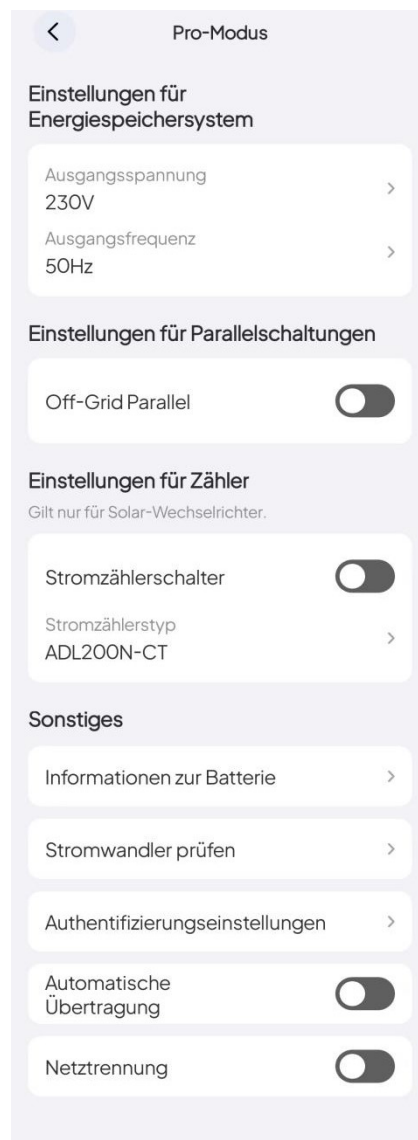 Pro-Modus
Einstellungen für
Energiespeichersystem
Ausgangsspannung
230V
Ausgangsfrequenz
50Hz
Einstellungen für Parallelschaltungen
Off-Grid Parallel
Einstellungen für Zähler
Gilt nur für Solar-Wechselrichter.
Stromzählerschalter
Stromzählerstyp
ADL200N-CT
Sonstiges
Informationen zur Batterie
Stromwandler prüfen
Authentifizierungseinstellungen
Automatische
Übertragung
Netztrennung